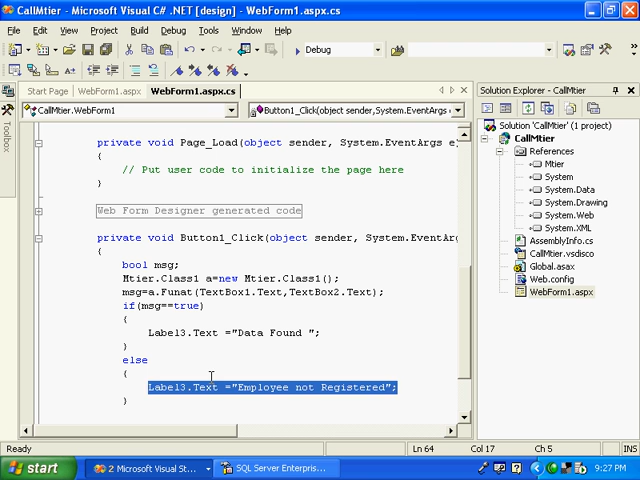 CallMtier - Microsoft Visual C# .NET [design] - WebForm1.aspx.cs
File Edit View Project Build Debug Tools Window Help
Debug
Start Page WebForm1.aspx WebForm1.aspx.cs
CallMtier.WebForm1 Button1_Click(object sender,System.EventArgs e
private void Page_Load(object sender, System.EventArgs e)
{
// Put user code to initialize the page here
}
Web Form Designer generated code
private void Button1_Click(object sender, System.EventAr
{
bool msg;
Mtier.Class1 a=new Mtier.Class1();
msg=a.Funat(TextBox1.Text,TextBox2.Text);
if(msg==true)
{
Label3.Text ="Data Found ";
}
else
{
Label3.Text ="Employee not Registered";
}
Toolbox
Solution Explorer - CallMtier
Solution 'CallMtier' (1 project)
CallMtier
References
Mtier
System
System.Data
System.Drawing
System.Web
System.XML
AssemblyInfo.cs
CallMtier.vsdisco
Global.asax
Web.config
WebForm1.aspx
Ready Ln 64 Col 17 Ch 5 INS
start 2 Microsoft Visual St... SQL Server Enterpris... 9:27 PM